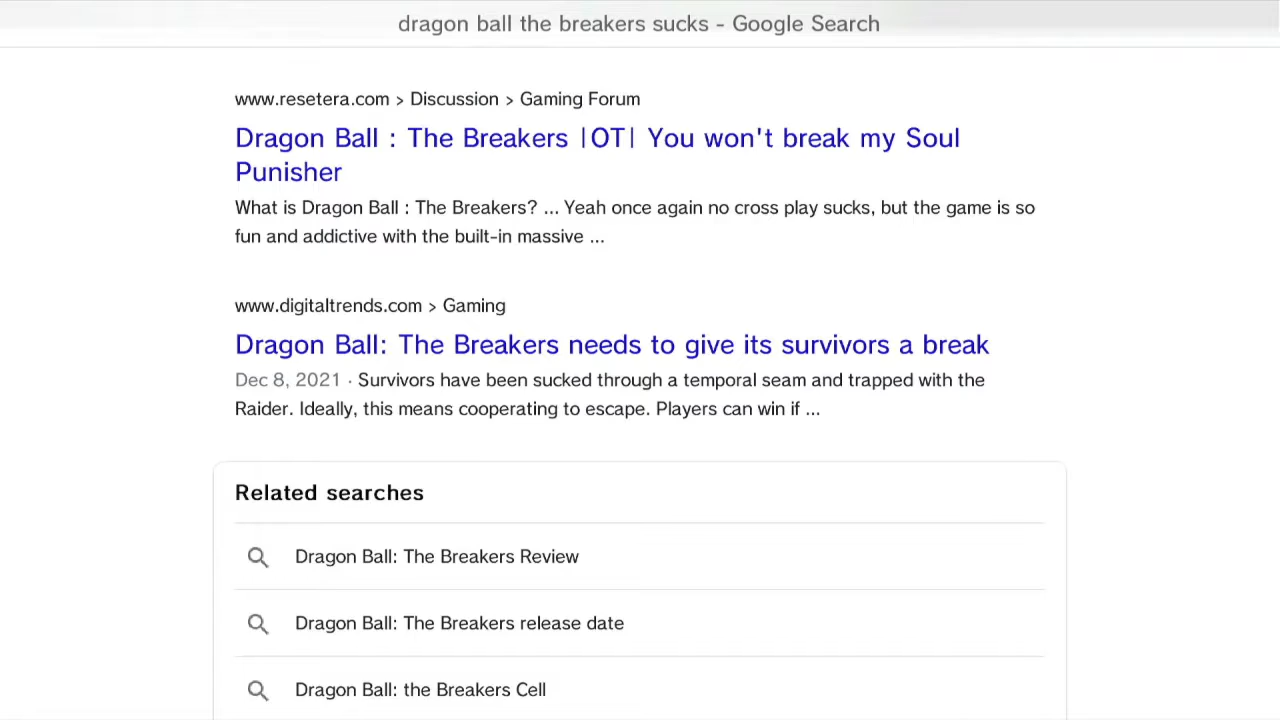 dragon ball the breakers sucks - Google Search
www.resetera.com > Discussion > Gaming Forum
Dragon Ball : The Breakers |OT| You won't break my Soul
Punisher
What is Dragon Ball : The Breakers? ... Yeah once again no cross play sucks, but the game is so
fun and addictive with the built-in massive ...
www.digitaltrends.com > Gaming
Dragon Ball: The Breakers needs to give its survivors a break
Dec 8, 2021 · Survivors have been sucked through a temporal seam and trapped with the
Raider. Ideally, this means cooperating to escape. Players can win if ...
Related searches
Dragon Ball: The Breakers Review
Dragon Ball: The Breakers release date
Dragon Ball: the Breakers Cell